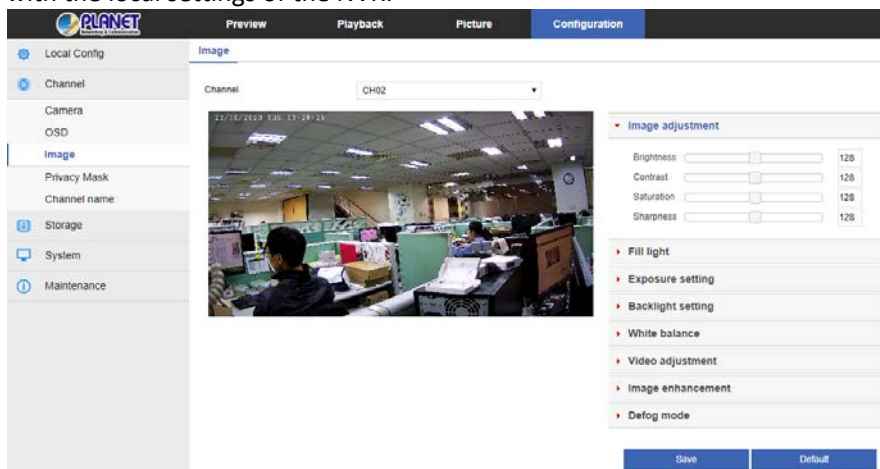 with the local settings of the NVR.
PLANET
Networking & Communication
Preview
Playback
Picture
Configuration
Local Config
Channel
Camera
OSD
Image
Privacy Mask
Channel name
Storage
System
Maintenance
Image
Channel
CH02
Image adjustment
Brightness 128
Contrast 128
Saturation 128
Sharpness 128
Fill light
Exposure setting
Backlight setting
White balance
Video adjustment
Image enhancement
Defog mode
Save
Default